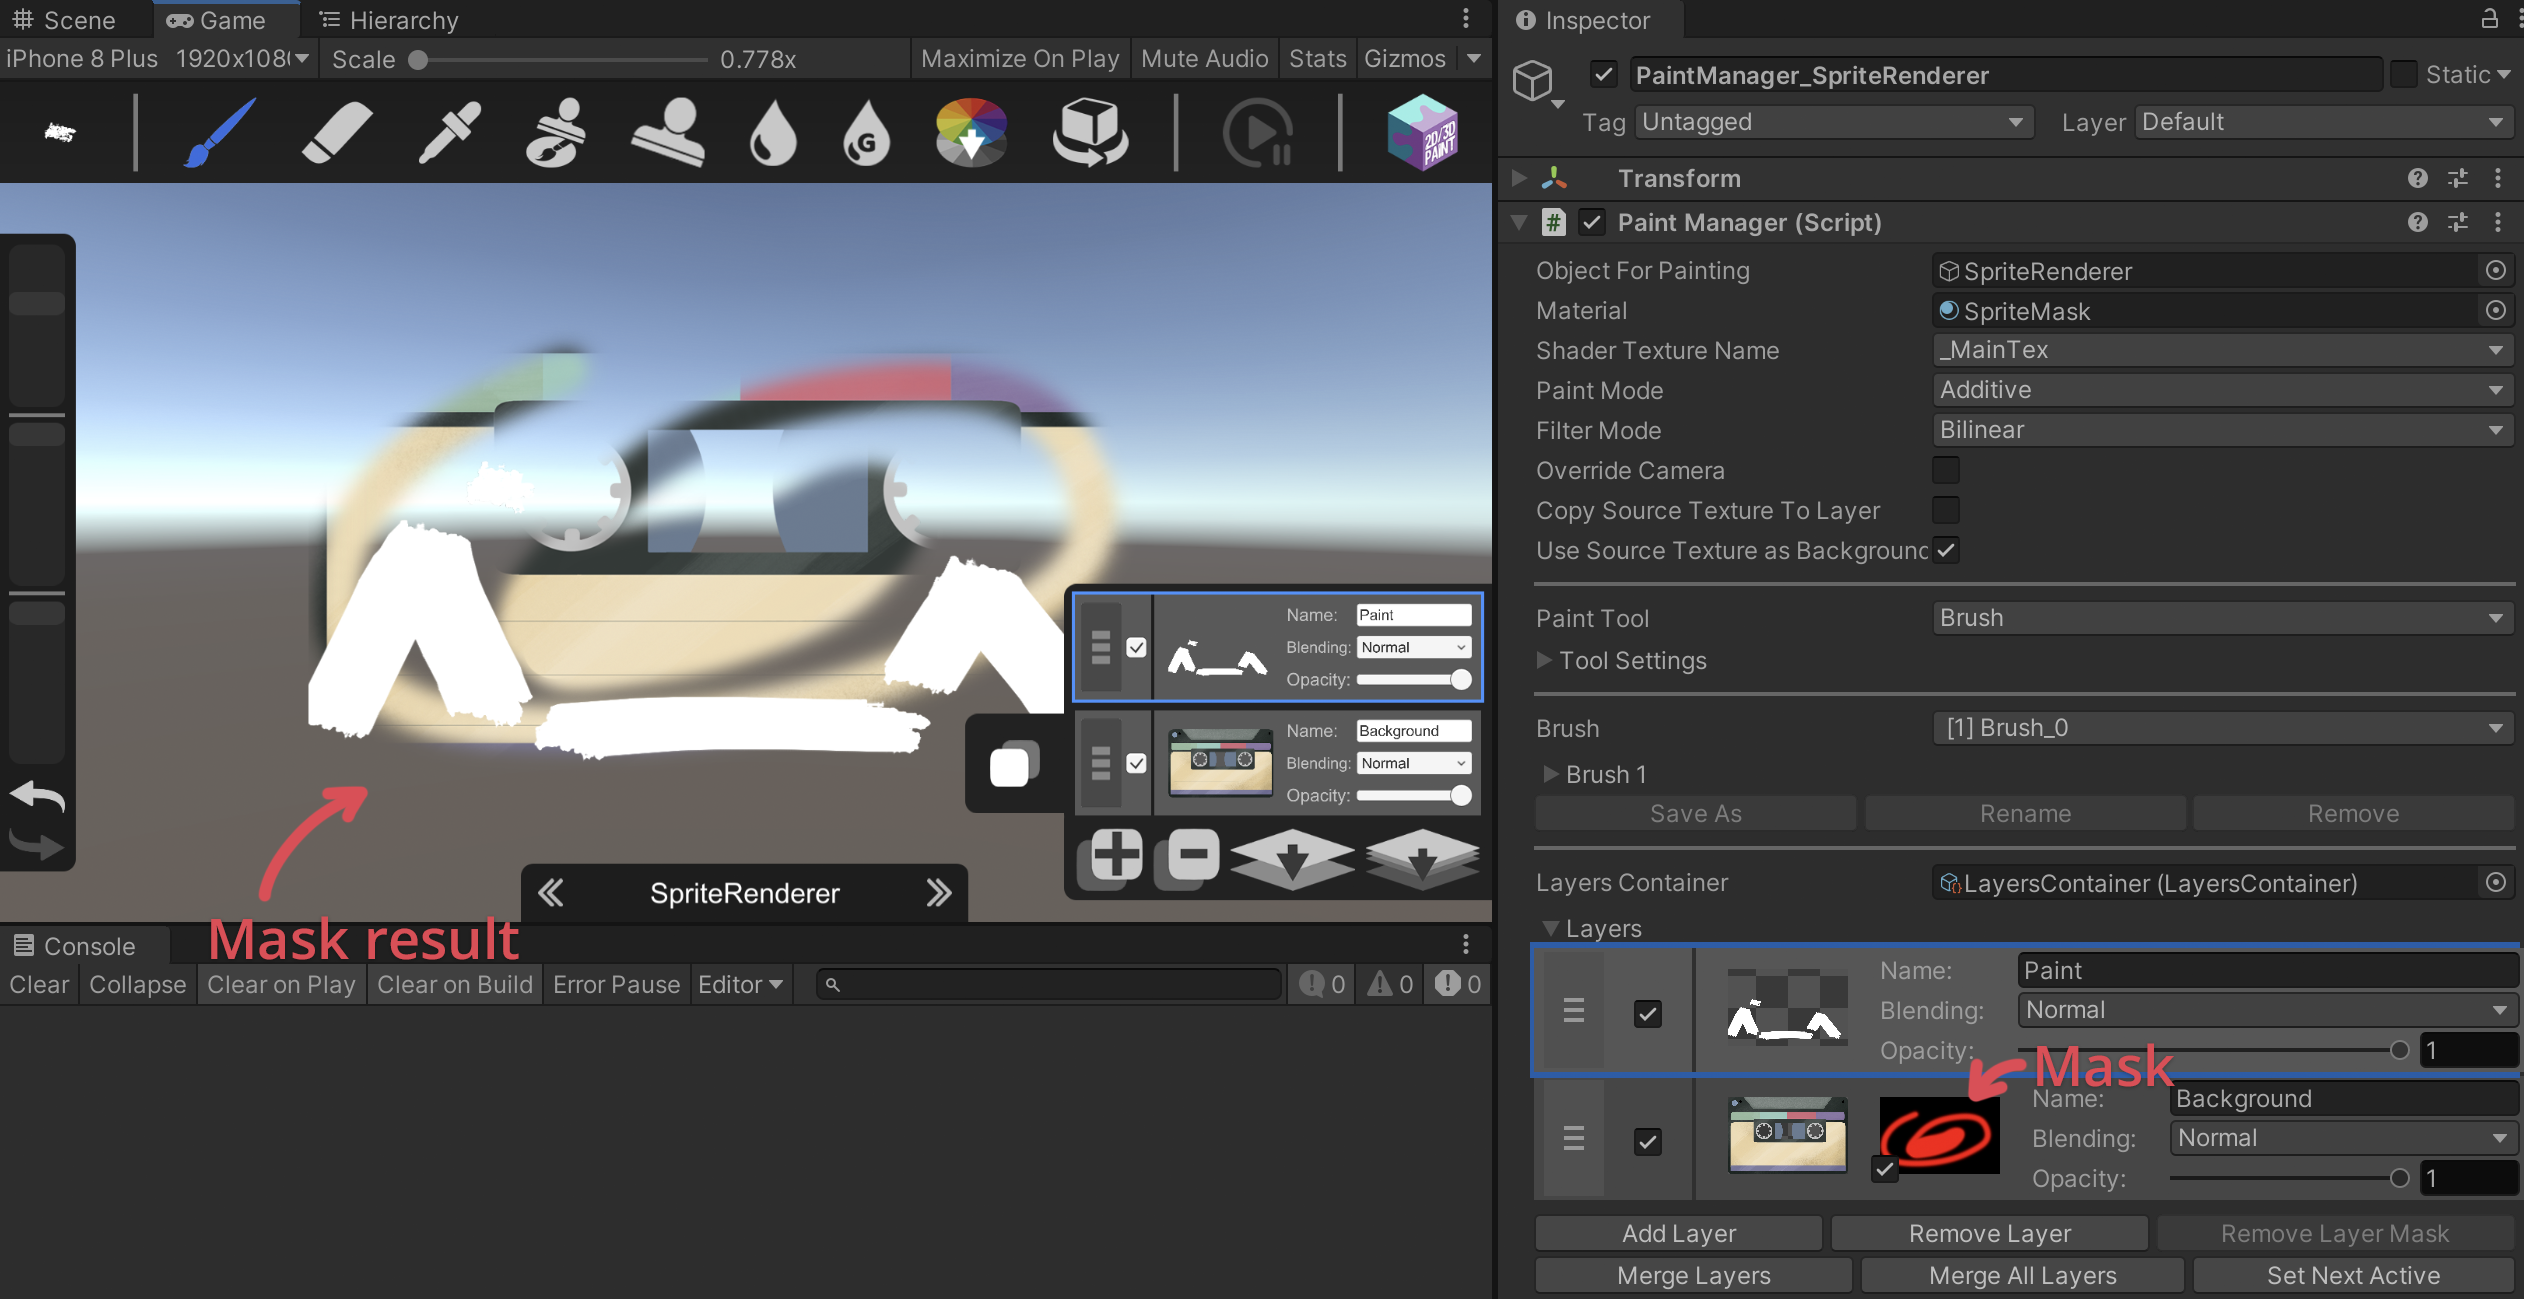 Scene Game Hierarchy
iPhone 8 Plus 1920x108 Scale 0.778x Maximize On Play Mute Audio Stats Gizmos
G
2D/3D
PAINT
Name: Paint
Blending: Normal
Opacity:
Name: Background
Blending: Normal
Opacity:
SpriteRenderer
Mask result
Console
Clear Collapse Clear on Play Clear on Build Error Pause Editor 0 0 0
Inspector
PaintManager_SpriteRenderer Static
Tag Untagged Layer Default
Transform
# Paint Manager (Script)
Object For Painting SpriteRenderer
Material SpriteMask
Shader Texture Name _MainTex
Paint Mode Additive
Filter Mode Bilinear
Override Camera
Copy Source Texture To Layer
Use Source Texture as Background
Paint Tool Brush
Tool Settings
Brush [1] Brush_0
Brush 1
Save As Rename Remove
Layers Container LayersContainer (LayersContainer)
Layers
Name: Paint
Blending: Normal
Opacity: 1
Mask
Name: Background
Blending: Normal
Opacity: 1
Add Layer Remove Layer Remove Layer Mask
Merge Layers Merge All Layers Set Next Active